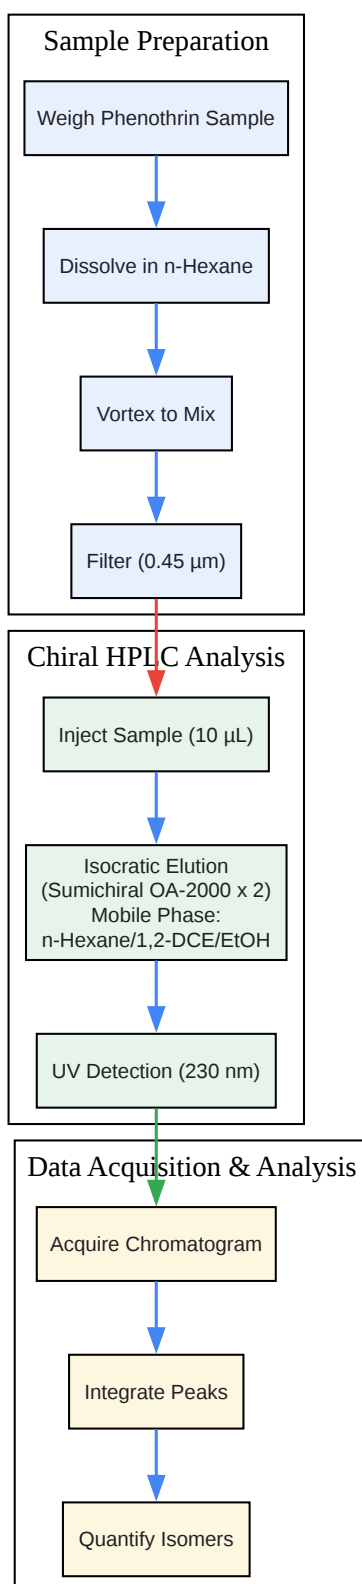 Sample Preparation
Weigh Phenothrin Sample
Dissolve in n-Hexane
Vortex to Mix
Filter (0.45 µm)
Chiral HPLC Analysis
Inject Sample (10 µL)
Isocratic Elution
(Sumichiral OA-2000 x 2)
Mobile Phase:
n-Hexane/1,2-DCE/EtOH
UV Detection (230 nm)
Data Acquisition & Analysis
Acquire Chromatogram
Integrate Peaks
Quantify Isomers